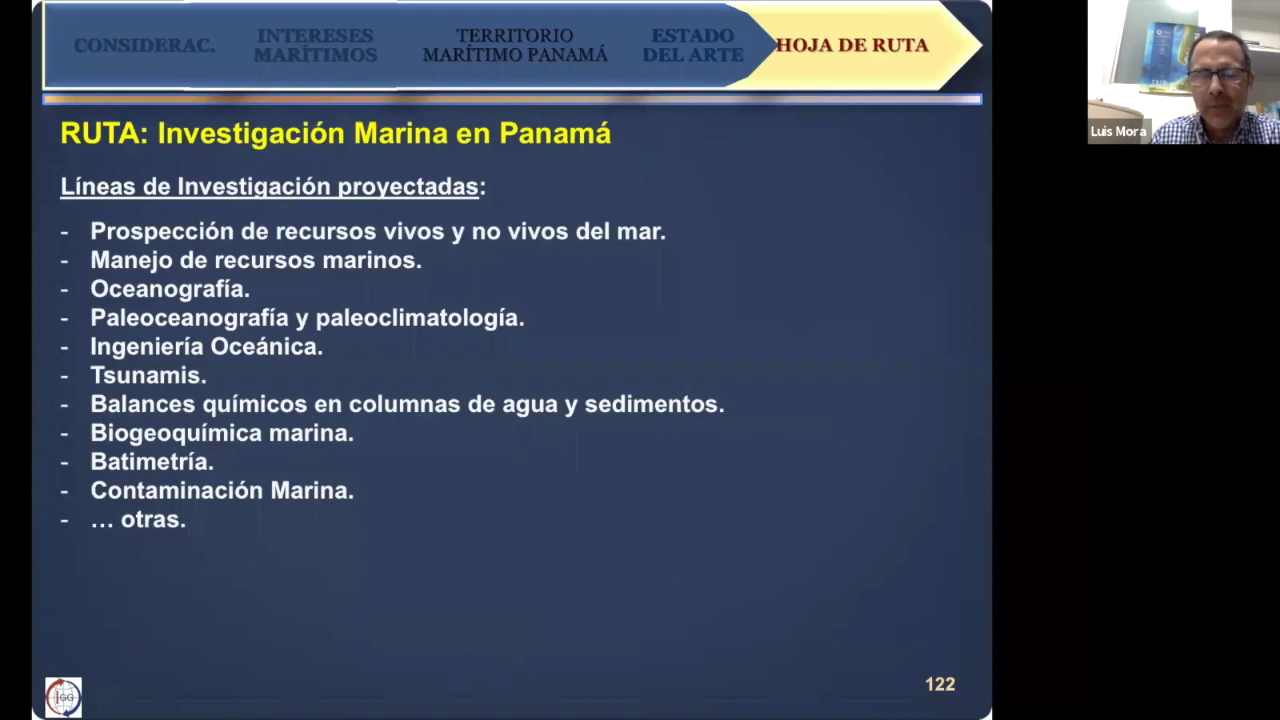 CONSIDERAC.
INTERESES
MARÍTIMOS
TERRITORIO
MARÍTIMO PANAMÁ
ESTADO
DEL ARTE
HOJA DE RUTA
RUTA: Investigación Marina en Panamá
Líneas de Investigación proyectadas:
- Prospección de recursos vivos y no vivos del mar.
- Manejo de recursos marinos.
- Oceanografía.
- Paleoceanografía y paleoclimatología.
- Ingeniería Oceánica.
- Tsunamis.
- Balances químicos en columnas de agua y sedimentos.
- Biogeoquímica marina.
- Batimetría.
- Contaminación Marina.
- … otras.
122
IGG
Luis Mora